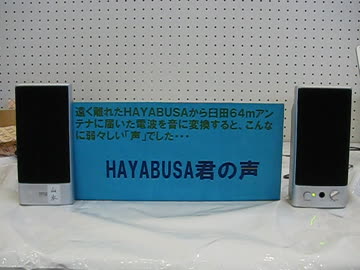 遠く離れたHAYABUSAから臼田64mアン
テナに届いた電波を音に変換すると、こんな
に弱々しい「声」でした・・・
HAYABUSA君の声
山水